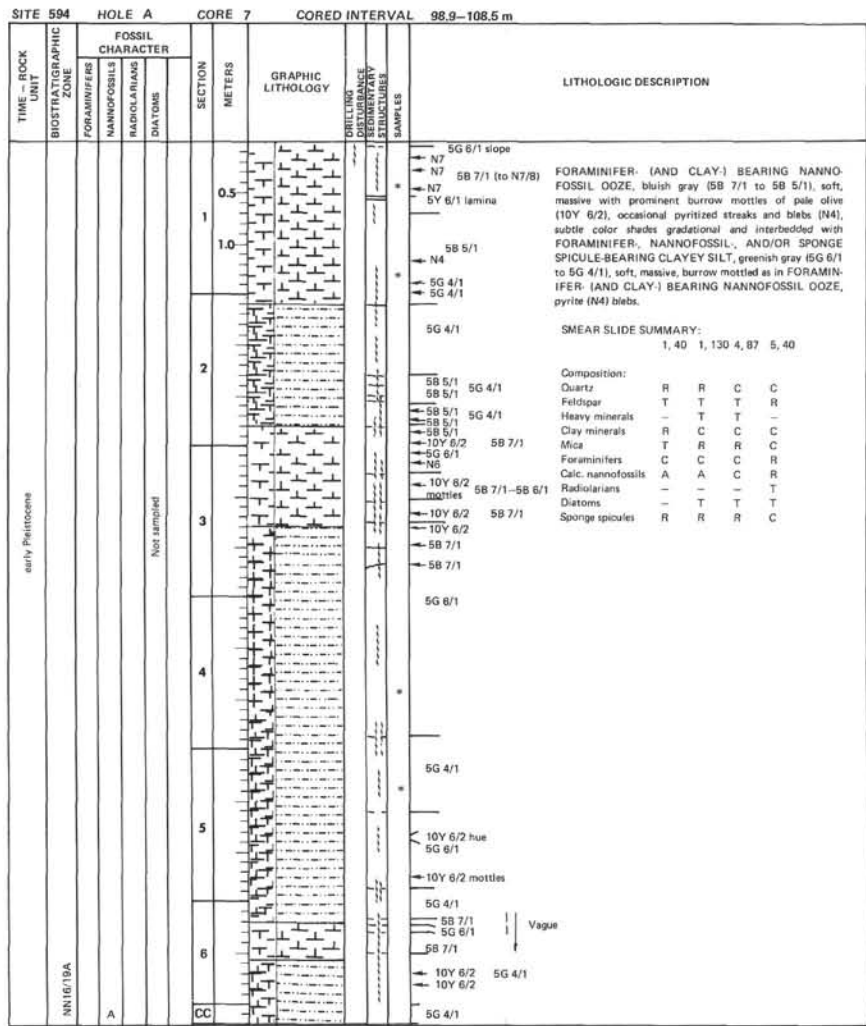 SITE 594 HOLE A CORE 7 CORED INTERVAL 98.9–108.5 m
TIME – ROCK UNIT
BIOSTRATIGRAPHIC ZONE
FOSSIL CHARACTER
FORAMINIFERS
NANNOFOSSILS
RADIOLARIANS
DIATOMS
SECTION
METERS
GRAPHIC LITHOLOGY
DRILLING DISTURBANCE
SEDIMENTARY STRUCTURES
SAMPLES
LITHOLOGIC DESCRIPTION
early Pleistocene
NN16/19A
A
Not sampled
1
0.5
1.0
2
3
4
5
6
CC
5G 6/1 slope
N7
N7 5B 7/1 (to N7/8)
* N7
5Y 6/1 lamina
5B 5/1
N4
*
5G 4/1
5G 4/1
5G 4/1
5B 5/1 5G 4/1
5B 5/1
5B 5/1 5G 4/1
5B 5/1
5B 5/1
10Y 6/2 5B 7/1
5G 6/1
N6
10Y 6/2
mottles 5B 7/1–5B 6/1
10Y 6/2 5B 7/1
10Y 6/2
5B 7/1
5B 7/1
5G 6/1
*
5G 4/1
*
10Y 6/2 hue
5G 6/1
10Y 6/2 mottles
5G 4/1
5B 7/1
5G 6/1 Vague
5B 7/1
10Y 6/2 5G 4/1
10Y 6/2
5G 4/1
FORAMINIFER- (AND CLAY-) BEARING NANNO-
FOSSIL OOZE, bluish gray (5B 7/1 to 5B 5/1), soft,
massive with prominent burrow mottles of pale olive
(10Y 6/2), occasional pyritized streaks and blebs (N4),
subtle color shades gradational and interbedded with
FORAMINIFER-, NANNOFOSSIL-, AND/OR SPONGE
SPICULE-BEARING CLAYEY SILT, greenish gray (5G 6/1
to 5G 4/1), soft, massive, burrow mottled as in FORAMIN-
IFER- (AND CLAY-) BEARING NANNOFOSSIL OOZE,
pyrite (N4) blebs.
SMEAR SLIDE SUMMARY:
1, 40 1, 130 4, 87 5, 40
Composition:
Quartz R R C C
Feldspar T T T R
Heavy minerals – T T –
Clay minerals R C C C
Mica T R R C
Foraminifers C C C R
Calc. nannofossils A A C R
Radiolarians – – – T
Diatoms – T T T
Sponge spicules R R R C